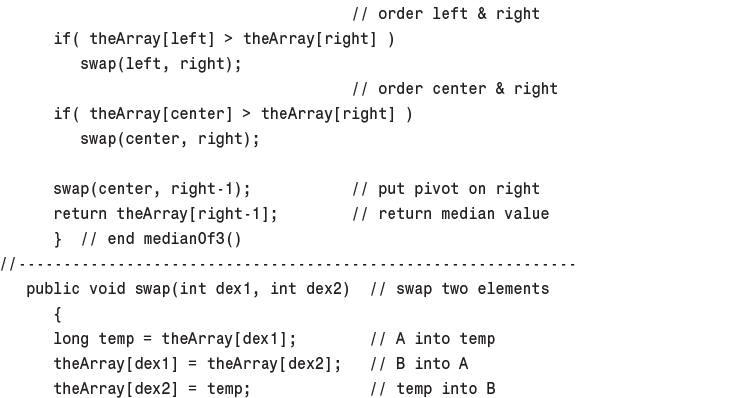 // order left & right
if( theArray[left] > theArray[right] )
swap(left, right);
// order center & right
if( theArray[center] > theArray[right] )
swap(center, right);
swap(center, right-1); // put pivot on right
return theArray[right-1]; // return median value
} // end medianOf3()
//--------------------------------------------------------------
public void swap(int dex1, int dex2) // swap two elements
{
long temp = theArray[dex1]; // A into temp
theArray[dex1] = theArray[dex2]; // B into A
theArray[dex2] = temp; // temp into B